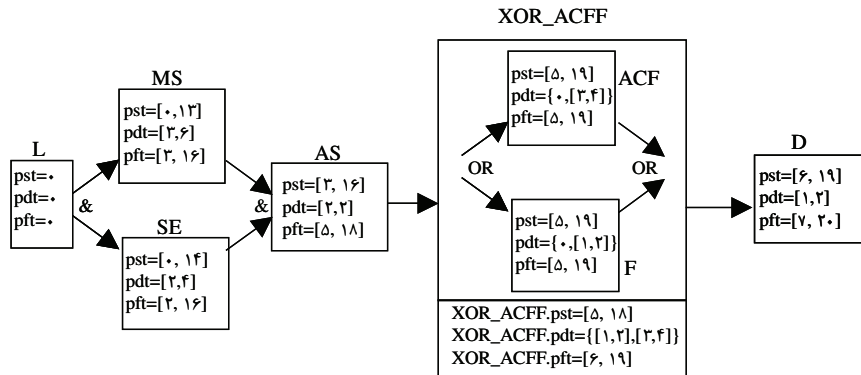 XOR_ACFF
MS
pst=[۰,۱۳]
pdt=[۳,۶]
pft=[۳, ۱۶]
L
pst=۰
pdt=۰
pft=۰
&
SE
pst=[۰, ۱۴]
pdt=[۲,۴]
pft=[۲, ۱۶]
AS
&
pst=[۳, ۱۶]
pdt=[۲,۲]
pft=[۵, ۱۸]
ACF
pst=[۵, ۱۹]
pdt={۰,[۳,۴]}
pft=[۵, ۱۹]
OR
OR
pst=[۵, ۱۹]
pdt={۰,[۱,۲]}
pft=[۵, ۱۹]
F
XOR_ACFF.pst=[۵, ۱۸]
XOR_ACFF.pdt={[۱,۲],[۳,۴]}
XOR_ACFF.pft=[۶, ۱۹]
D
pst=[۶, ۱۹]
pdt=[۱,۲]
pft=[۷, ۲۰]